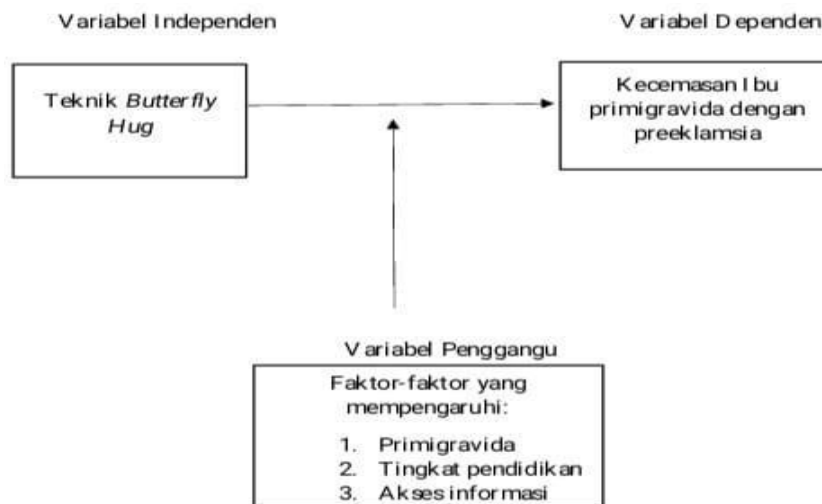 Variabel Independen
Variabel Dependen
Teknik Butterfly
Hug
Kecemasan Ibu
primigravida dengan
preeklamsia
Variabel Penggangu
Faktor-faktor yang
mempengaruhi:
1. Primigravida
2. Tingkat pendidikan
3. Akses informasi